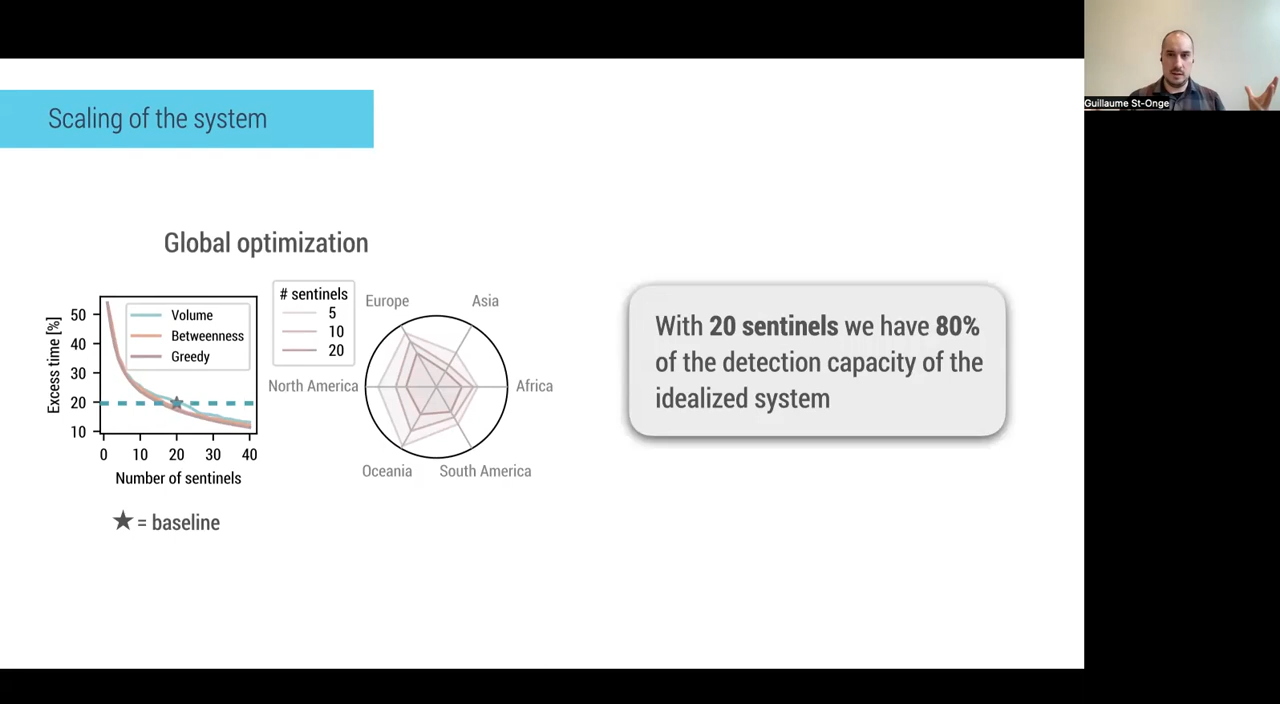 Guillaume St-Onge
Scaling of the system
Global optimization
Excess time [%]
50
40
30
20
10
Volume
Betweenness
Greedy
0 10 20 30 40
Number of sentinels
★ = baseline
# sentinels
5
10
20
Europe
Asia
North America
Africa
Oceania
South America
With 20 sentinels we have 80%
of the detection capacity of the
idealized system